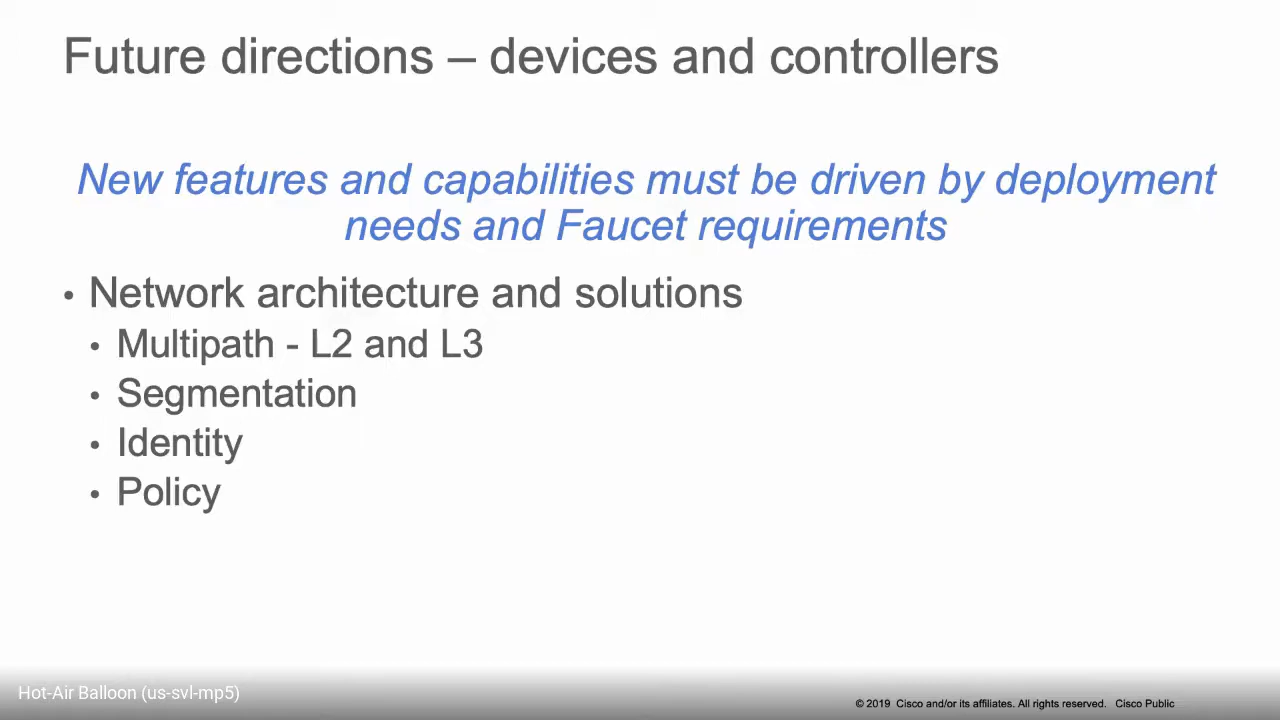 Future directions – devices and controllers
New features and capabilities must be driven by deployment
needs and Faucet requirements
• Network architecture and solutions
• Multipath - L2 and L3
• Segmentation
• Identity
• Policy
Hot-Air Balloon (us-svl-mp5)
© 2019 Cisco and/or its affiliates. All rights reserved. Cisco Public